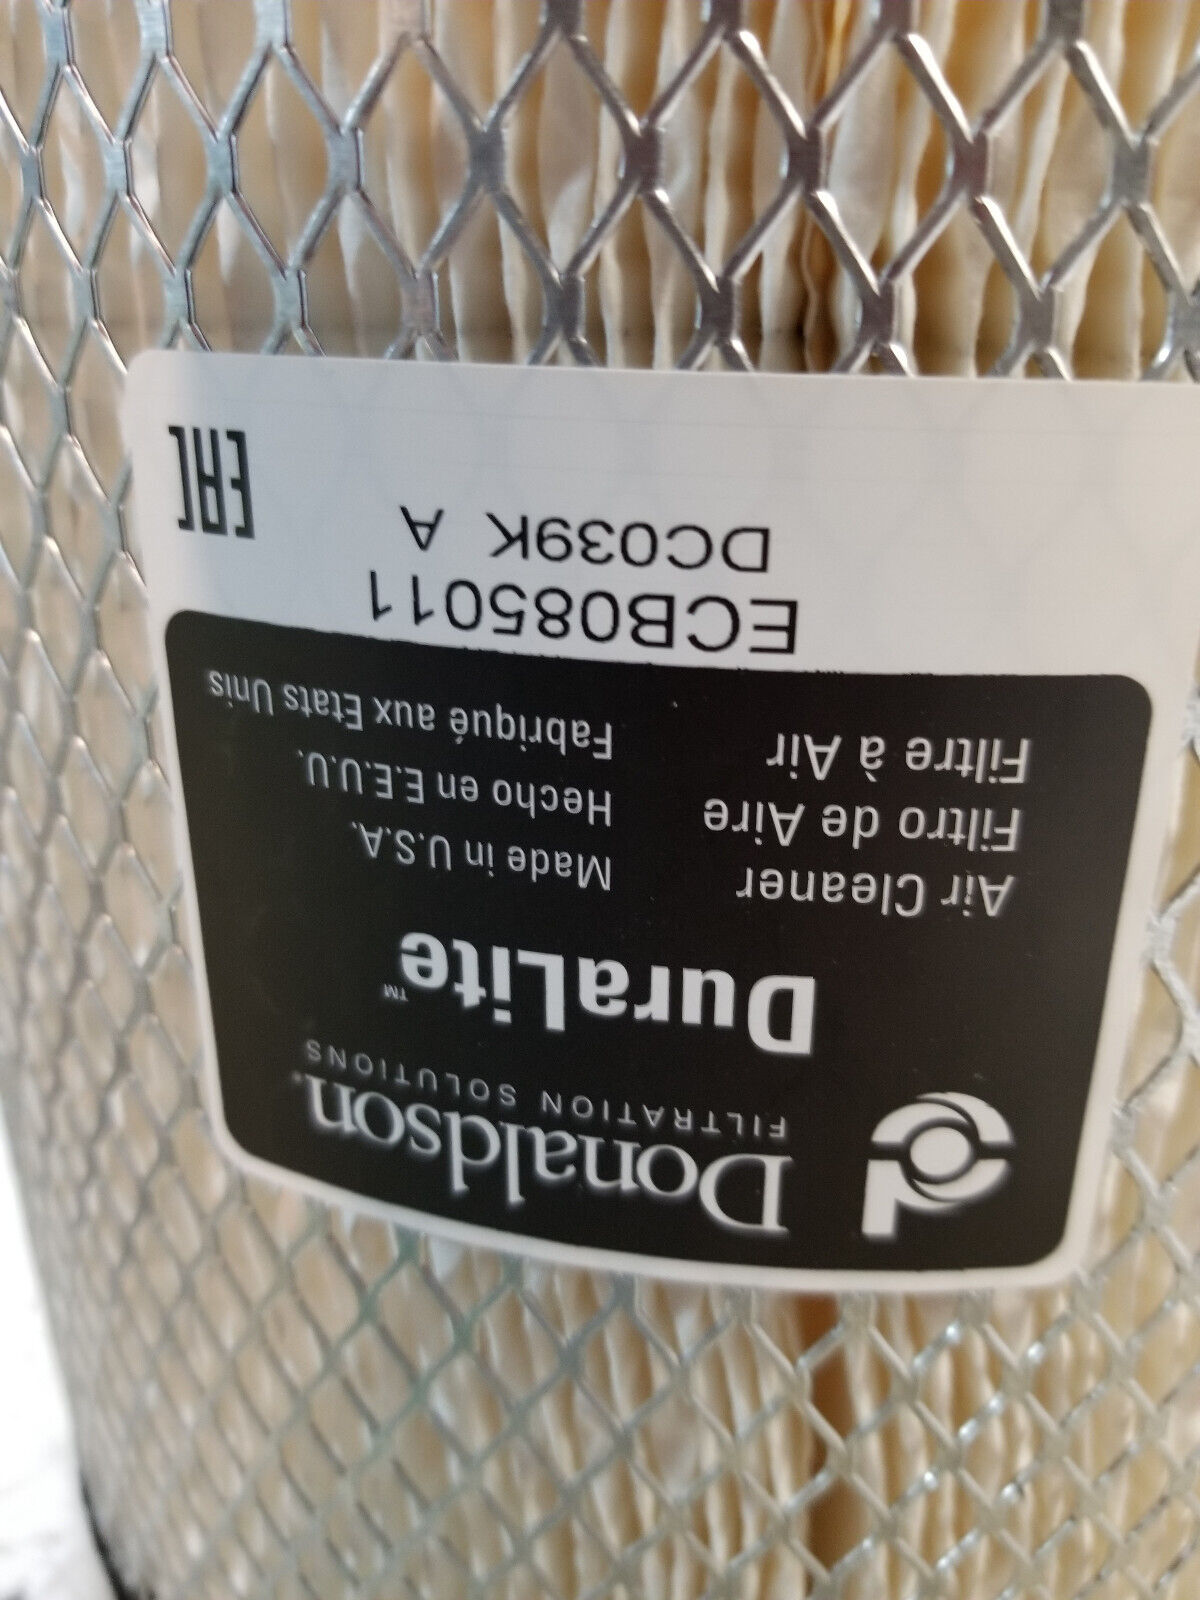 Donaldson.
FILTRATION SOLUTIONS
DuraLite™
Air Cleaner Made in U.S.A.
Filtro de Aire Hecho en E.E.U.U.
Filtre à Air Fabriqué aux Etats Unis
ECB085011
DC039K A
EAC